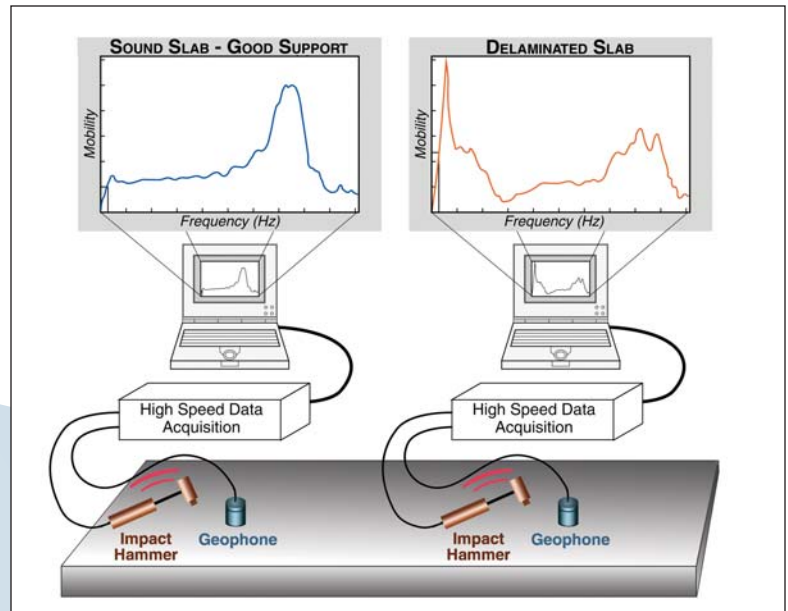 SOUND SLAB - GOOD SUPPORT
Mobility
Frequency (Hz)
DELAMINATED SLAB
Mobility
Frequency (Hz)
High Speed Data
Acquisition
High Speed Data
Acquisition
Impact
Hammer
Geophone
Impact
Hammer
Geophone